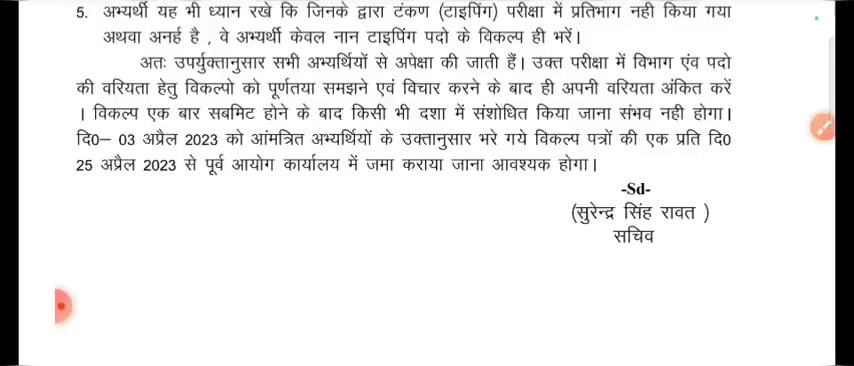 5. अभ्यर्थी यह भी ध्यान रखे कि जिनके द्वारा टंकण (टाइपिंग) परीक्षा में प्रतिभाग नही किया गया
अथवा अनर्ह है , वे अभ्यर्थी केवल नान टाइपिंग पदो के विकल्प ही भरें।
अतः उपर्युक्तानुसार सभी अभ्यर्थियों से अपेक्षा की जाती हैं। उक्त परीक्षा में विभाग एंव पदो
की वरियता हेतु विकल्पो को पूर्णतया समझने एवं विचार करने के बाद ही अपनी वरियता अंकित करें
। विकल्प एक बार सबमिट होने के बाद किसी भी दशा में संशोधित किया जाना संभव नही होगा।
दि0– 03 अप्रैल 2023 को आंमत्रित अभ्यर्थियों के उक्तानुसार भरे गये विकल्प पत्रों की एक प्रति दि0
25 अप्रैल 2023 से पूर्व आयोग कार्यालय में जमा कराया जाना आवश्यक होगा।
-Sd-
(सुरेन्द्र सिंह रावत )
सचिव